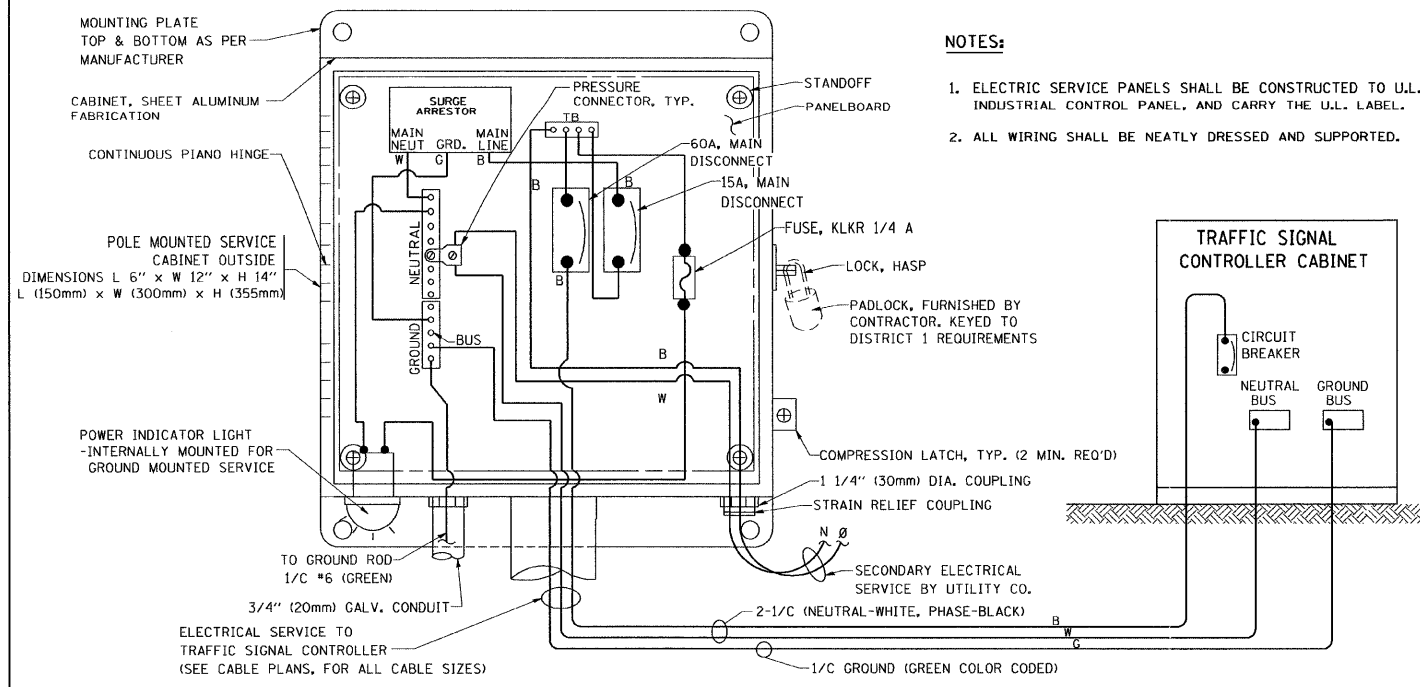 MOUNTING PLATE
TOP & BOTTOM AS PER
MANUFACTURER
CABINET, SHEET ALUMINUM
FABRICATION
CONTINUOUS PIANO HINGE
POLE MOUNTED SERVICE
CABINET OUTSIDE
DIMENSIONS L 6" x W 12" x H 14"
L (150mm) x W (300mm) x H (355mm)
POWER INDICATOR LIGHT
-INTERNALLY MOUNTED FOR
GROUND MOUNTED SERVICE
SURGE
ARRESTOR
MAIN
NEUT
GRD.
MAIN
LINE
W
G
B
PRESSURE
CONNECTOR, TYP.
TB
STANDOFF
PANELBOARD
60A, MAIN
DISCONNECT
15A, MAIN
DISCONNECT
B
B
B
FUSE, KLKR 1/4 A
NEUTRAL
GROUND
BUS
LOCK, HASP
PADLOCK, FURNISHED BY
CONTRACTOR. KEYED TO
DISTRICT 1 REQUIREMENTS
B
W
COMPRESSION LATCH, TYP. (2 MIN. REQ'D)
1 1/4" (30mm) DIA. COUPLING
STRAIN RELIEF COUPLING
N Ø
SECONDARY ELECTRICAL
SERVICE BY UTILITY CO.
TO GROUND ROD
1/C #6 (GREEN)
3/4" (20mm) GALV. CONDUIT
ELECTRICAL SERVICE TO
TRAFFIC SIGNAL CONTROLLER
(SEE CABLE PLANS, FOR ALL CABLE SIZES)
2-1/C (NEUTRAL-WHITE, PHASE-BLACK)
1/C GROUND (GREEN COLOR CODED)
B
W
G
NOTES:
1. ELECTRIC SERVICE PANELS SHALL BE CONSTRUCTED TO U.L.
INDUSTRIAL CONTROL PANEL, AND CARRY THE U.L. LABEL.
2. ALL WIRING SHALL BE NEATLY DRESSED AND SUPPORTED.
TRAFFIC SIGNAL
CONTROLLER CABINET
CIRCUIT
BREAKER
NEUTRAL
BUS
GROUND
BUS